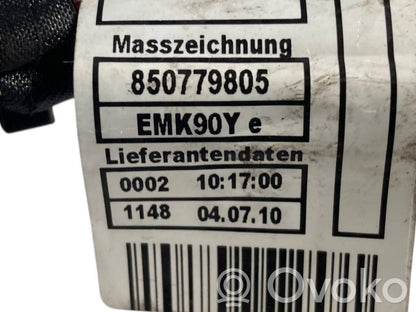 Masszeichnung
850779805
EMK90Y e
Lieferantendaten
0002 10:17:00
1148 04.07.10
Ovoko